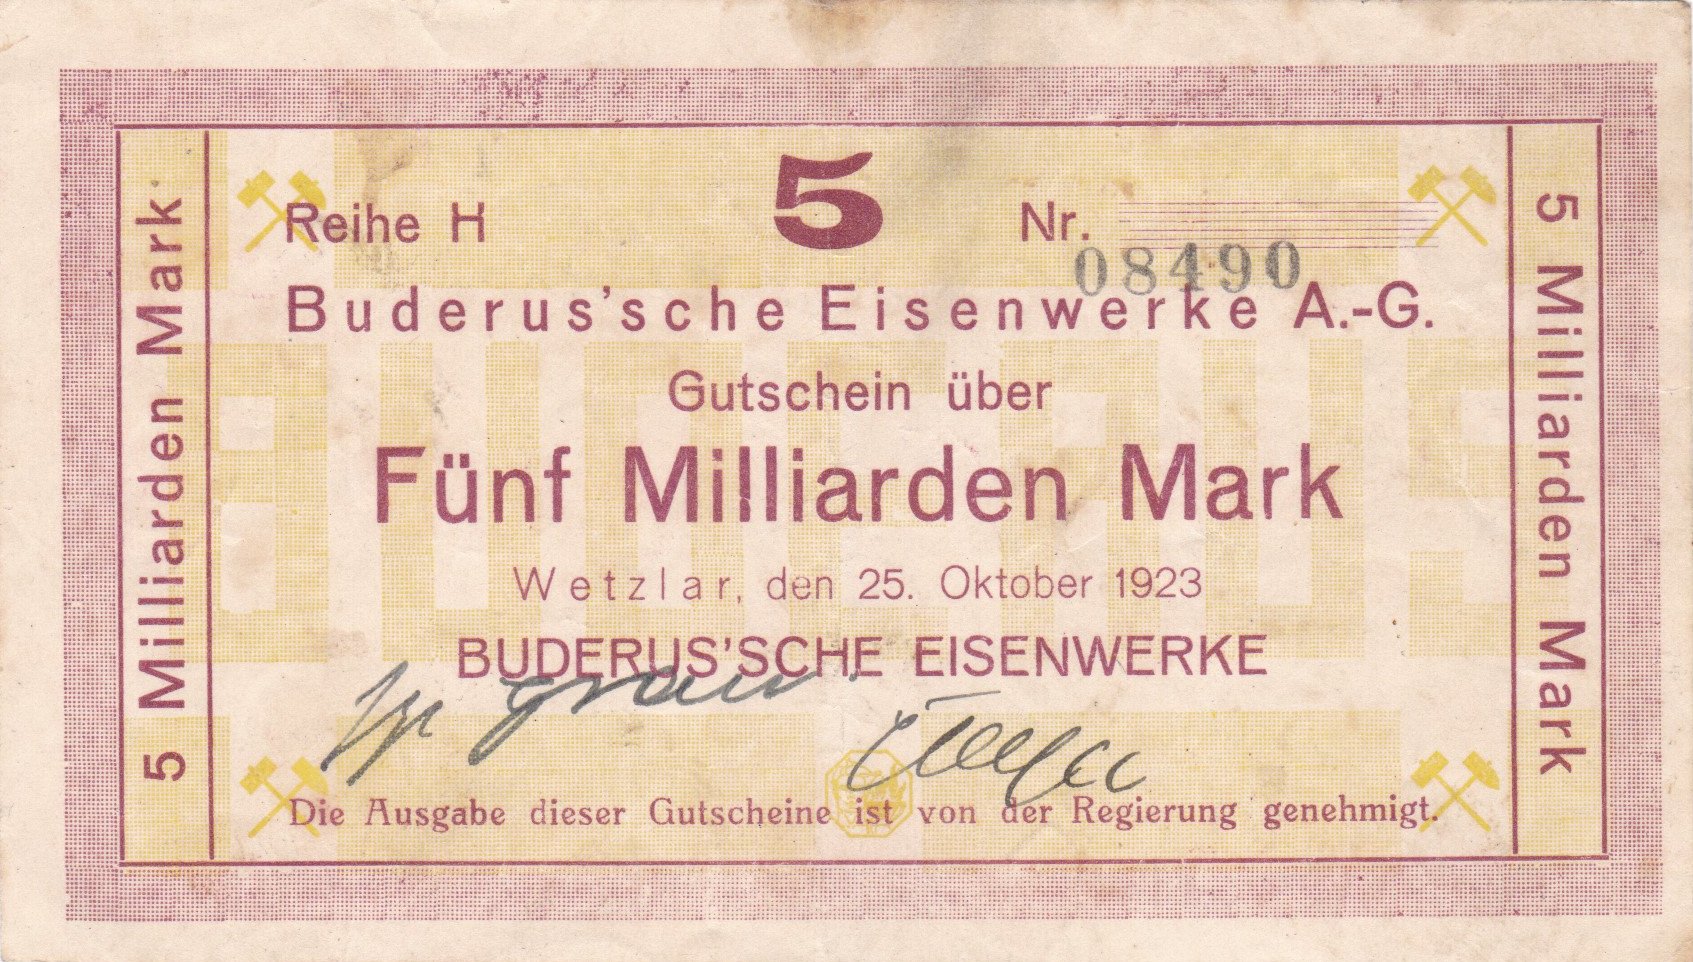 5 Milliarden Mark
Reihe H
5
Nr.
08490
Buderus'sche Eisenwerke A.-G.
Gutschein über
Fünf Milliarden Mark
Wetzlar, den 25. Oktober 1923
BUDERUS'SCHE EISENWERKE
Die Ausgabe dieser Gutscheine ist von der Regierung genehmigt.
5 Milliarden Mark
BUDERUS